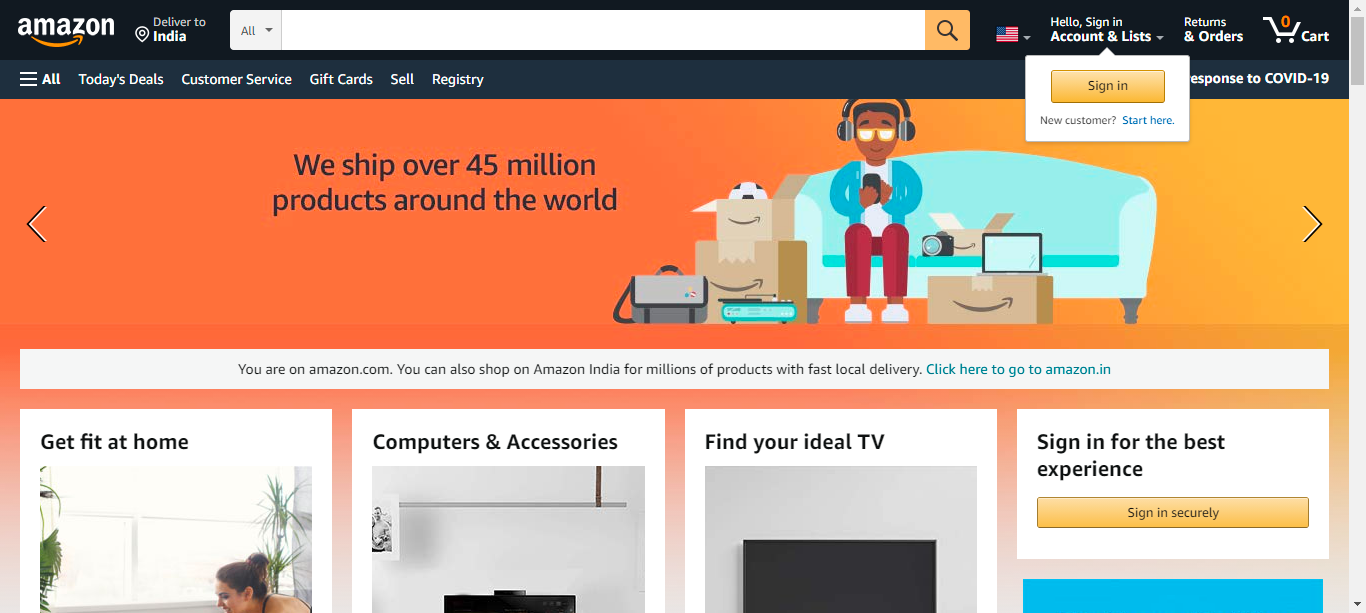 amazon
Deliver to
India
All
Hello, Sign in
Account & Lists
Returns
& Orders
0
Cart
All
Today's Deals
Customer Service
Gift Cards
Sell
Registry
esponse to COVID-19
Sign in
New customer? Start here.
We ship over 45 million
products around the world
You are on amazon.com. You can also shop on Amazon India for millions of products with fast local delivery. Click here to go to amazon.in
Get fit at home
Computers & Accessories
Find your ideal TV
Sign in for the best
experience
Sign in securely